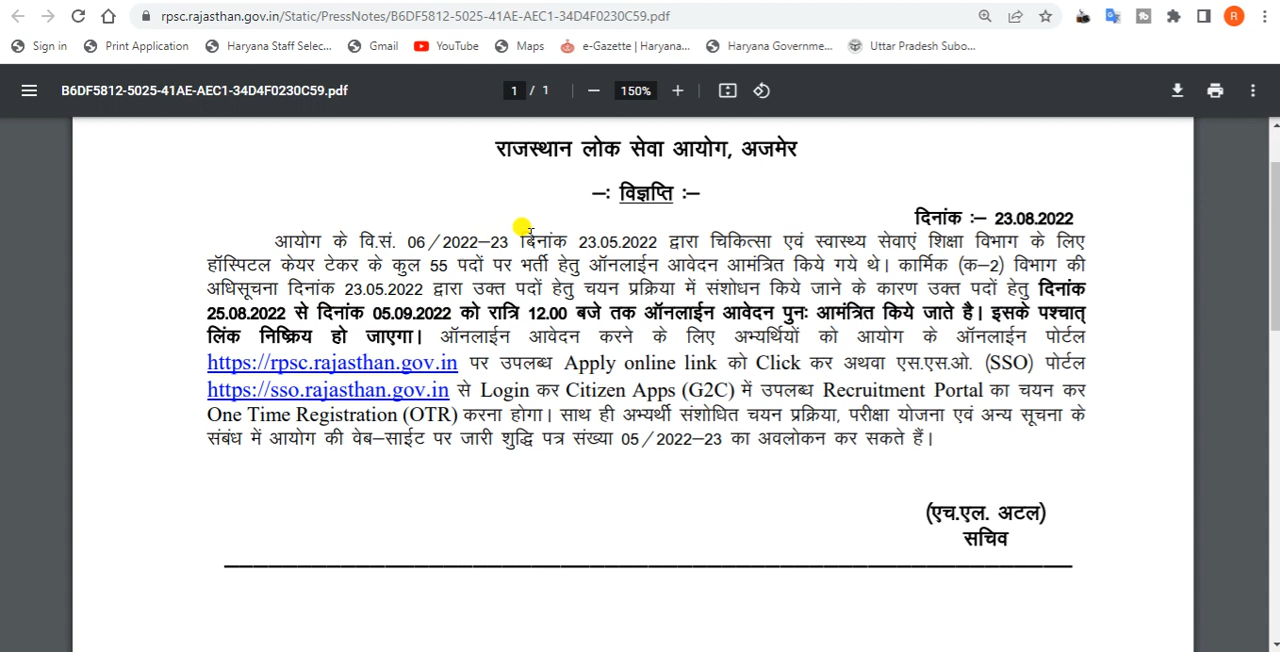 rpsc.rajasthan.gov.in/Static/PressNotes/B6DF5812-5025-41AE-AEC1-34D4F0230C59.pdf
R
Sign in Print Application Haryana Staff Selec... Gmail YouTube Maps e-Gazette | Haryana... Haryana Governme... Uttar Pradesh Subo...
B6DF5812-5025-41AE-AEC1-34D4F0230C59.pdf 1 / 1 — 150% +
राजस्थान लोक सेवा आयोग, अजमेर
—: विज्ञप्ति :—
दिनांक :— 23.08.2022
आयोग के वि.सं. 06/2022—23 दिनांक 23.05.2022 द्वारा चिकित्सा एवं स्वास्थ्य सेवाएं शिक्षा विभाग के लिए
हॉस्पिटल केयर टेकर के कुल 55 पदों पर भर्ती हेतु ऑनलाईन आवेदन आमंत्रित किये गये थे। कार्मिक (क—2) विभाग की
अधिसूचना दिनांक 23.05.2022 द्वारा उक्त पदों हेतु चयन प्रक्रिया में संशोधन किये जाने के कारण उक्त पदों हेतु दिनांक
25.08.2022 से दिनांक 05.09.2022 को रात्रि 12.00 बजे तक ऑनलाईन आवेदन पुनः आमंत्रित किये जाते है। इसके पश्चात्
लिंक निष्क्रिय हो जाएगा। ऑनलाईन आवेदन करने के लिए अभ्यर्थियों को आयोग के ऑनलाईन पोर्टल
https://rpsc.rajasthan.gov.in पर उपलब्ध Apply online link को Click कर अथवा एस.एस.ओ. (SSO) पोर्टल
https://sso.rajasthan.gov.in से Login कर Citizen Apps (G2C) में उपलब्ध Recruitment Portal का चयन कर
One Time Registration (OTR) करना होगा। साथ ही अभ्यर्थी संशोधित चयन प्रक्रिया, परीक्षा योजना एवं अन्य सूचना के
संबंध में आयोग की वेब—साईट पर जारी शुद्धि पत्र संख्या 05/2022—23 का अवलोकन कर सकते हैं।
(एच.एल. अटल)
सचिव